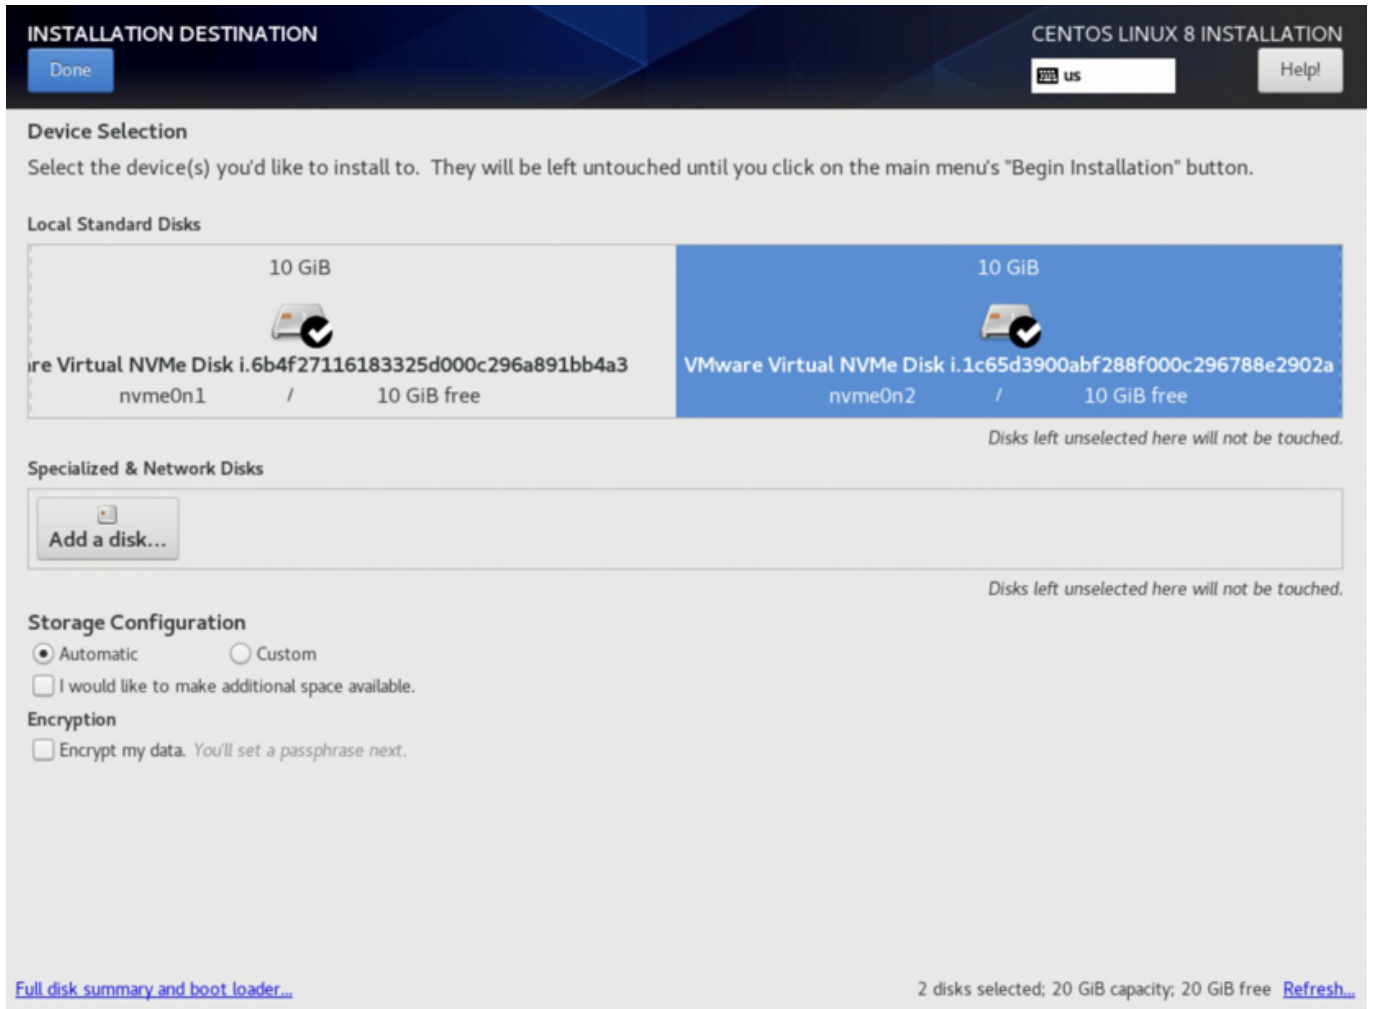 INSTALLATION DESTINATION
CENTOS LINUX 8 INSTALLATION
Done
us
Help!
Device Selection
Select the device(s) you'd like to install to. They will be left untouched until you click on the main menu's "Begin Installation" button.
Local Standard Disks
10 GiB
re Virtual NVMe Disk i.6b4f27116183325d000c296a891bb4a3
nvme0n1 / 10 GiB free
10 GiB
VMware Virtual NVMe Disk i.1c65d3900abf288f000c296788e2902a
nvme0n2 / 10 GiB free
Disks left unselected here will not be touched.
Specialized & Network Disks
Add a disk...
Disks left unselected here will not be touched.
Storage Configuration
Automatic Custom
I would like to make additional space available.
Encryption
Encrypt my data. You'll set a passphrase next.
Full disk summary and boot loader...
2 disks selected; 20 GiB capacity; 20 GiB free Refresh...